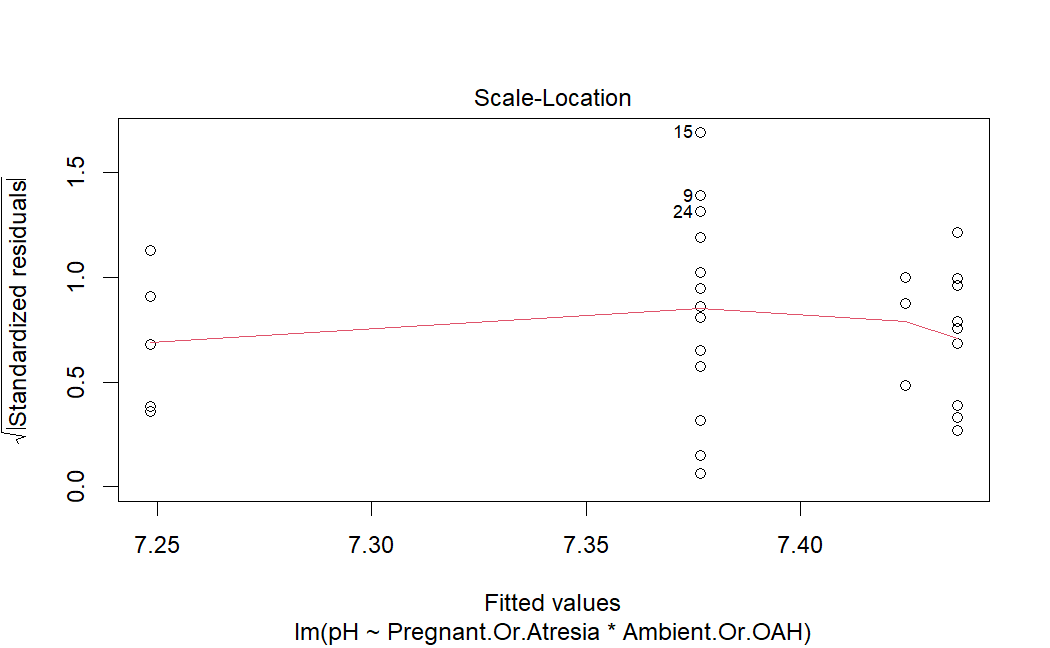 Scale-Location
√|Standardized residuals|
1.5
1.0
0.5
0.0
15
9
24
7.25 7.30 7.35 7.40
Fitted values
lm(pH ~ Pregnant.Or.Atresia * Ambient.Or.OAH)